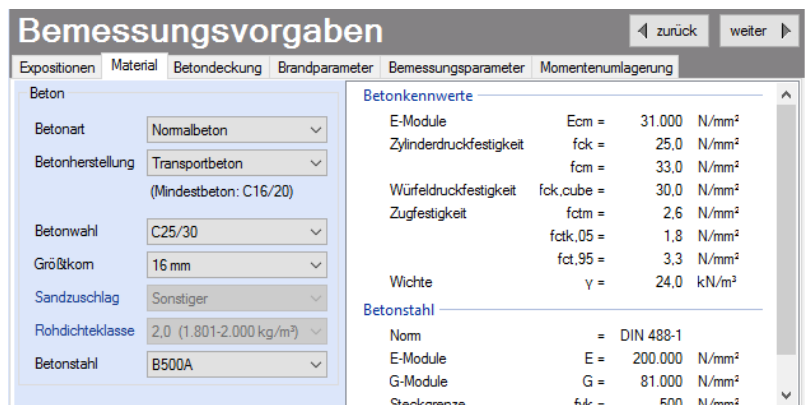 Bemessungsvorgaben
zurück
weiter
Expositionen Material Betondeckung Brandparameter Bemessungsparameter Momentenumlagerung
Beton
Betonart Normalbeton
Betonherstellung Transportbeton
(Mindestbeton: C16/20)
Betonwahl C25/30
Größtkorn 16 mm
Sandzuschlag Sonstiger
Rohdichteklasse 2,0 (1.801-2.000 kg/m³)
Betonstahl B500A
Betonkennwerte
E-Module Ecm = 31.000 N/mm²
Zylinderdruckfestigkeit fck = 25,0 N/mm²
fcm = 33,0 N/mm²
Würfeldruckfestigkeit fck,cube = 30,0 N/mm²
Zugfestigkeit fctm = 2,6 N/mm²
fctk,05 = 1,8 N/mm²
fct,95 = 3,3 N/mm²
Wichte γ = 24,0 kN/m³
Betonstahl
Norm = DIN 488-1
E-Module E = 200.000 N/mm²
G-Module G = 81.000 N/mm²
Steckgrenze fyk = 500 N/mm²